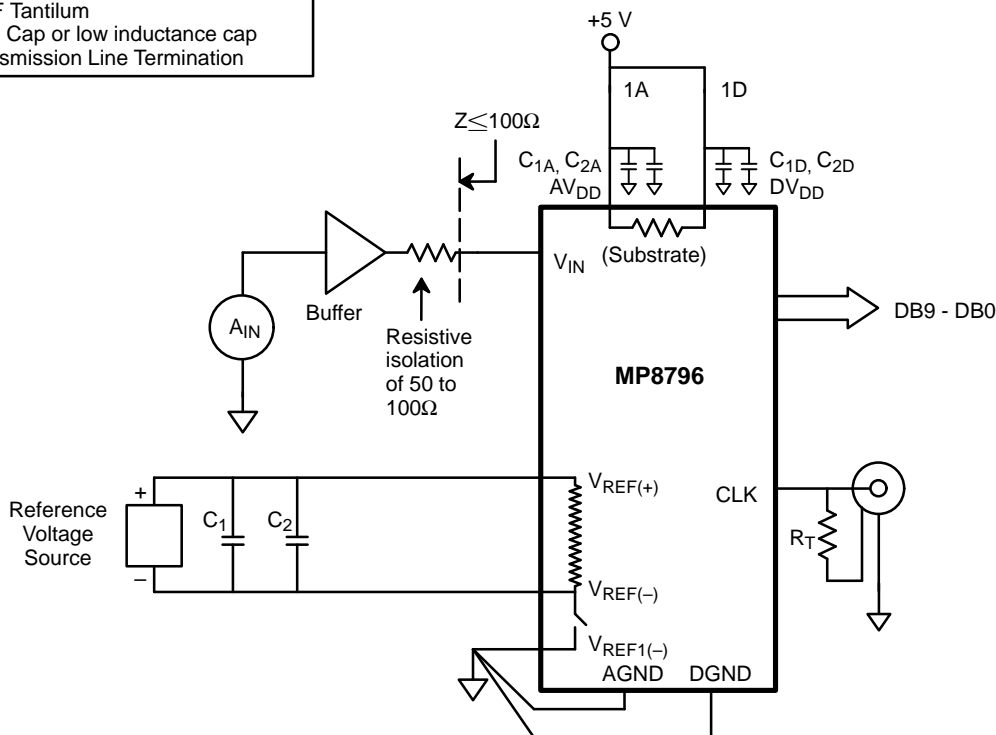 Tantilum
Cap or low inductance cap
Line Termination
+5 V
1A
1D
Z≤100Ω
C1A, C2A
AVDD
C1D, C2D
DVDD
(Substrate)
VIN
Buffer
AIN
Resistive
isolation
of 50 to
100Ω
DB9 - DB0
MP8796
VREF(+)
CLK
+
Reference
Voltage
Source
–
C1
C2
RT
VREF(–)
VREF1(–)
AGND
DGND